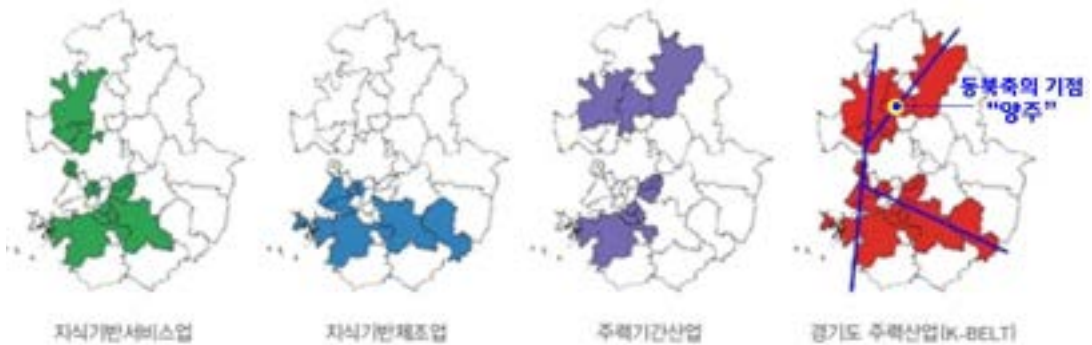 동북축의 기점
“양주”
지식기반서비스업
지식기반제조업
주력기간산업
경기도 주력산업(K-BELT)